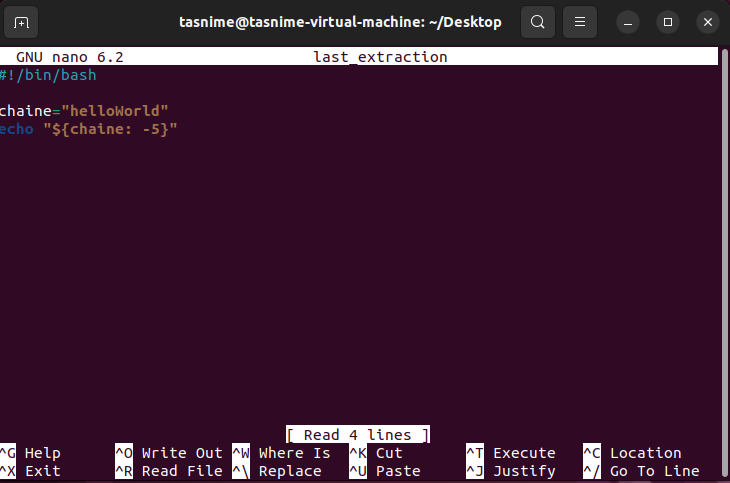 tasnime@tasnime-virtual-machine: ~/Desktop
GNU nano 6.2 last_extraction
#!/bin/bash
chaine="helloWorld"
echo "${chaine: -5}"
[ Read 4 lines ]
^G Help ^O Write Out ^W Where Is ^K Cut ^T Execute ^C Location
^X Exit ^R Read File ^\ Replace ^U Paste ^J Justify ^/ Go To Line